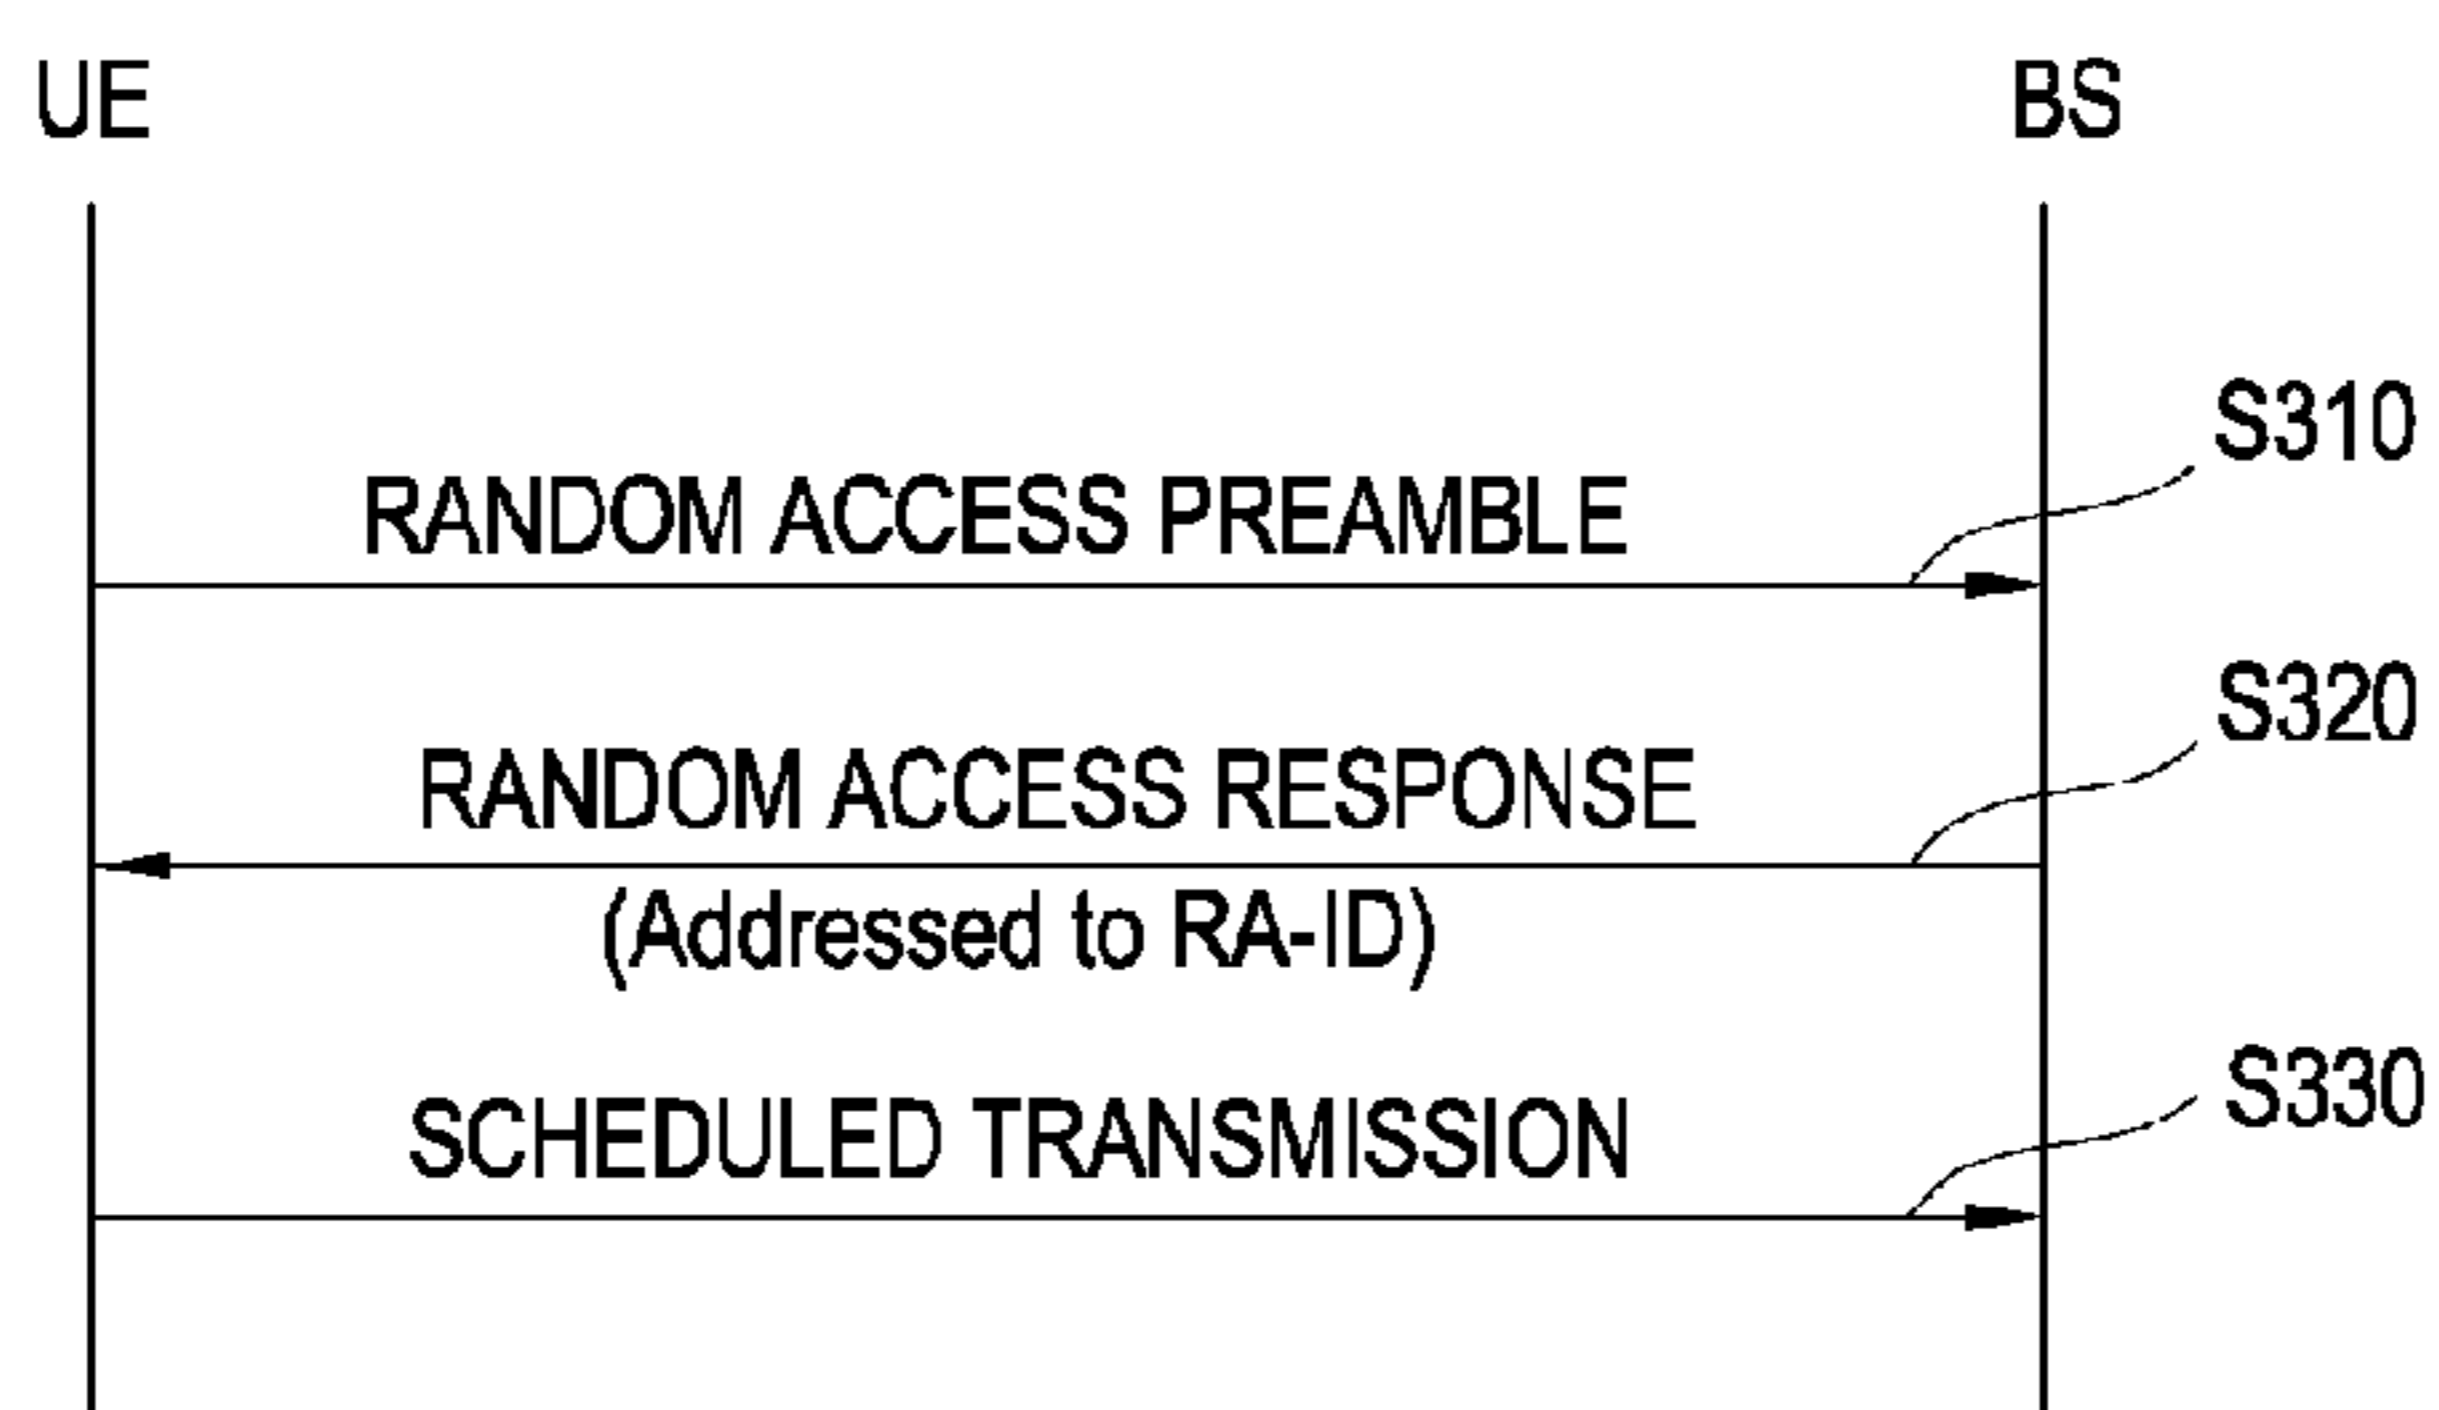 UE
BS
S310
RANDOM ACCESS PREAMBLE
S320
RANDOM ACCESS RESPONSE
(Addressed to RA-ID)
S330
SCHEDULED TRANSMISSION